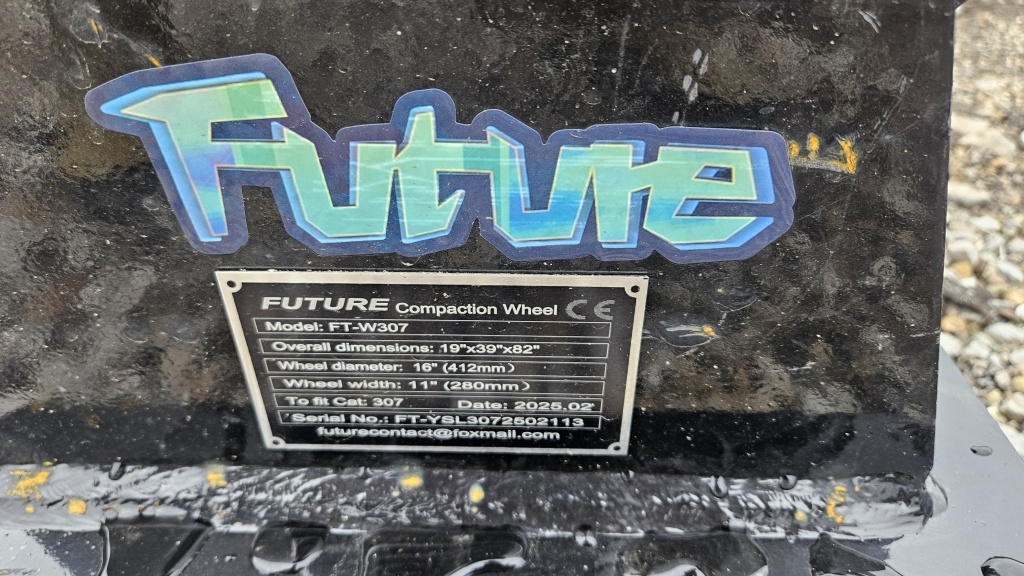 Future
FUTURE Compaction Wheel CE
Model: FT-W307
Overall dimensions: 19"x39"x82"
Wheel diameter: 16" (412mm)
Wheel width: 11" (280mm)
To fit Cat: 307 Date: 2025.02
Serial No.: FT-YSL3072502113
futurecontact@foxmail.com